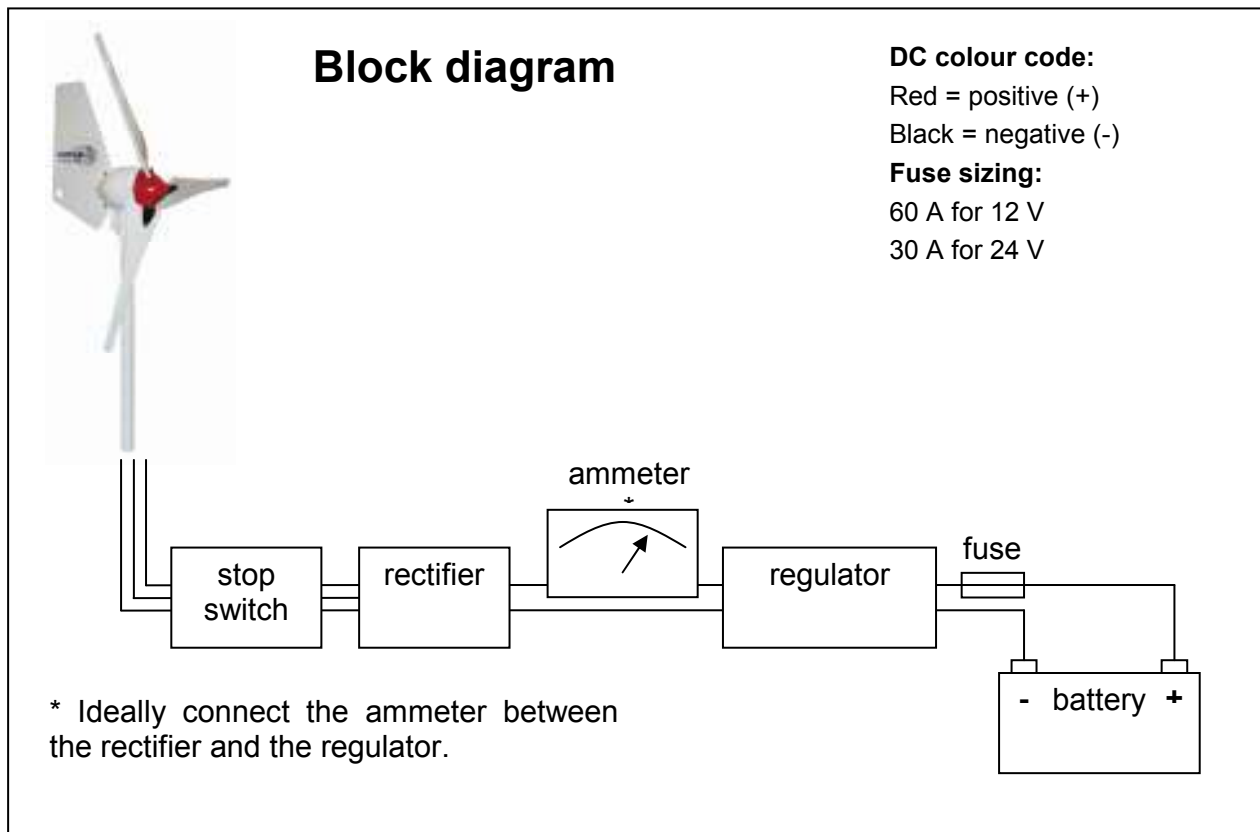 Block diagram
DC colour code:
Red = positive (+)
Black = negative (-)
Fuse sizing:
60 A for 12 V
30 A for 24 V
ammeter
*
stop
switch
rectifier
regulator
fuse
- battery +
* Ideally connect the ammeter between
the rectifier and the regulator.